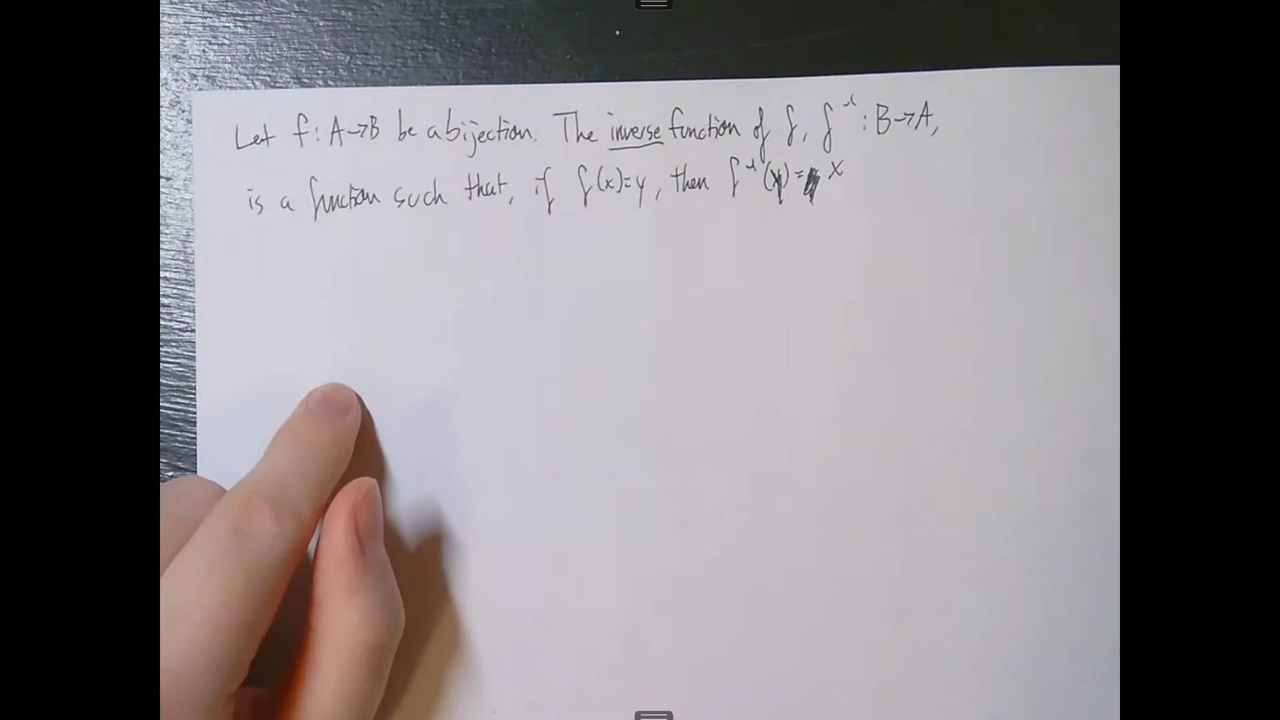 Let f: A→B be a bijection. The inverse function of f, f⁻¹: B→A,
is a function such that, if f(x)=y, then f⁻¹(y)= x